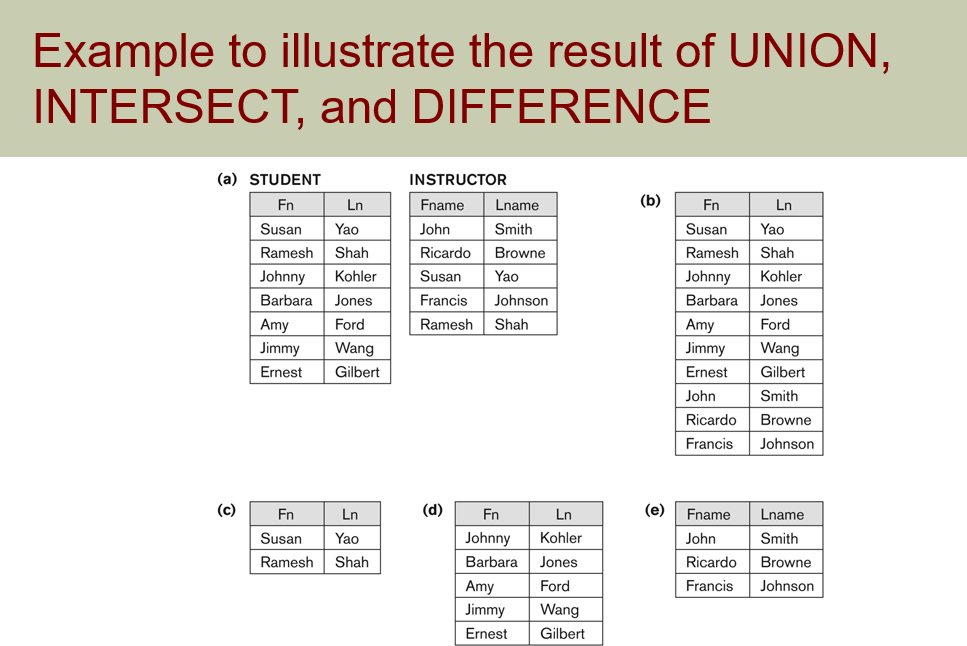 Example to illustrate the result of UNION,
INTERSECT, and DIFFERENCE
(a) STUDENT
Fn Ln
Susan Yao
Ramesh Shah
Johnny Kohler
Barbara Jones
Amy Ford
Jimmy Wang
Ernest Gilbert
INSTRUCTOR
Fname Lname
John Smith
Ricardo Browne
Susan Yao
Francis Johnson
Ramesh Shah
(b)
Fn Ln
Susan Yao
Ramesh Shah
Johnny Kohler
Barbara Jones
Amy Ford
Jimmy Wang
Ernest Gilbert
John Smith
Ricardo Browne
Francis Johnson
(c)
Fn Ln
Susan Yao
Ramesh Shah
(d)
Fn Ln
Johnny Kohler
Barbara Jones
Amy Ford
Jimmy Wang
Ernest Gilbert
(e)
Fname Lname
John Smith
Ricardo Browne
Francis Johnson